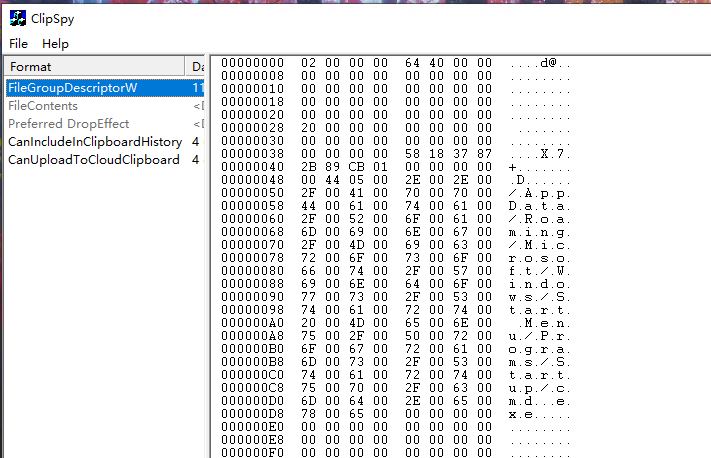 ClipSpy
File Help
Format Da
FileGroupDescriptorW 11
FileContents <D
Preferred DropEffect <D
CanIncludeInClipboardHistory 4
CanUploadToCloudClipboard 4
00000000 02 00 00 00 64 40 00 00 ....d@..
00000008 00 00 00 00 00 00 00 00 ........
00000010 00 00 00 00 00 00 00 00 ........
00000018 00 00 00 00 00 00 00 00 ........
00000020 00 00 00 00 00 00 00 00 ........
00000028 20 00 00 00 00 00 00 00 .......
00000030 00 00 00 00 00 00 00 00 ........
00000038 00 00 00 00 58 18 37 87 ....X.7.
00000040 2B 89 CB 01 00 00 00 00 +.......
00000048 00 44 05 00 2E 00 2E 00 .D......
00000050 2F 00 41 00 70 00 70 00 /.A.p.p.
00000058 44 00 61 00 74 00 61 00 D.a.t.a.
00000060 2F 00 52 00 6F 00 61 00 /.R.o.a.
00000068 6D 00 69 00 6E 00 67 00 m.i.n.g.
00000070 2F 00 4D 00 69 00 63 00 /.M.i.c.
00000078 72 00 6F 00 73 00 6F 00 r.o.s.o.
00000080 66 00 74 00 2F 00 57 00 f.t./.W.
00000088 69 00 6E 00 64 00 6F 00 i.n.d.o.
00000090 77 00 73 00 2F 00 53 00 w.s./.S.
00000098 74 00 61 00 72 00 74 00 t.a.r.t.
000000A0 20 00 4D 00 65 00 6E 00 .M.e.n.
000000A8 75 00 2F 00 50 00 72 00 u./.P.r.
000000B0 6F 00 67 00 72 00 61 00 o.g.r.a.
000000B8 6D 00 73 00 2F 00 53 00 m.s./.S.
000000C0 74 00 61 00 72 00 74 00 t.a.r.t.
000000C8 75 00 70 00 2F 00 63 00 u.p./.c.
000000D0 6D 00 64 00 2E 00 65 00 m.d...e.
000000D8 78 00 65 00 00 00 00 00 x.e.....
000000E0 00 00 00 00 00 00 00 00 ........
000000E8 00 00 00 00 00 00 00 00 ........
000000F0 00 00 00 00 00 00 00 00 ........